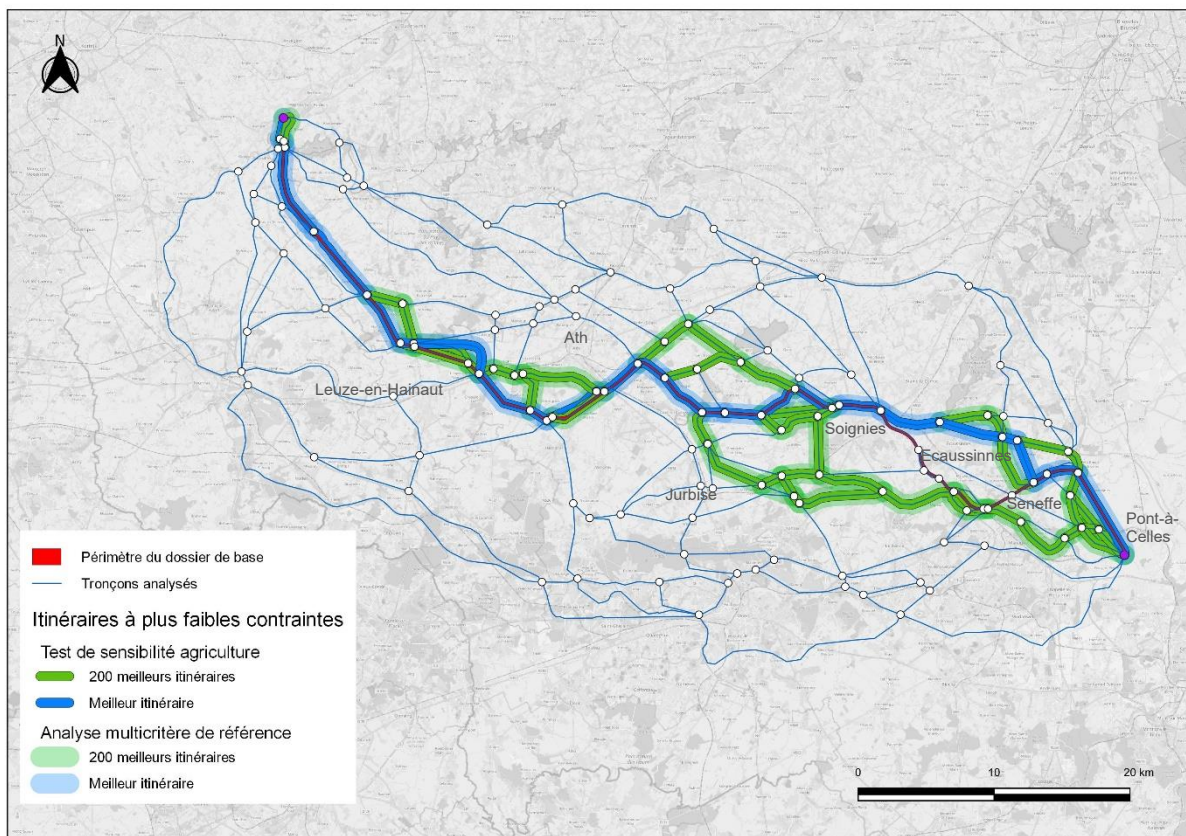 N
Ath
Leuze-en-Hainaut
Soignies
Ecaussinnes
Jurbise
Seneffe
Pont-à-
Celles
Périmètre du dossier de base
Tronçons analysés
Itinéraires à plus faibles contraintes
Test de sensibilité agriculture
200 meilleurs itinéraires
Meilleur itinéraire
Analyse multicritère de référence
200 meilleurs itinéraires
Meilleur itinéraire
0 10 20 km